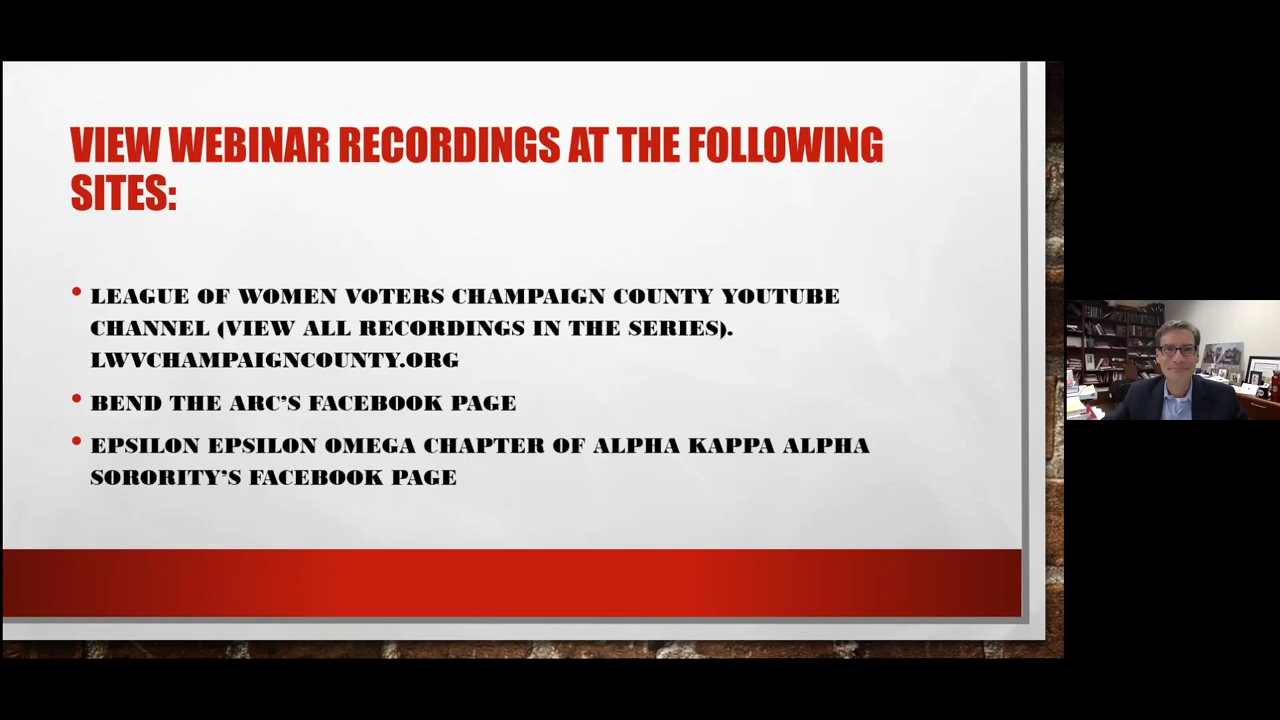 VIEW WEBINAR RECORDINGS AT THE FOLLOWING
SITES:
• LEAGUE OF WOMEN VOTERS CHAMPAIGN COUNTY YOUTUBE
CHANNEL (VIEW ALL RECORDINGS IN THE SERIES).
LWVCHAMPAIGNCOUNTY.ORG
• BEND THE ARC'S FACEBOOK PAGE
• EPSILON EPSILON OMEGA CHAPTER OF ALPHA KAPPA ALPHA
SORORITY'S FACEBOOK PAGE